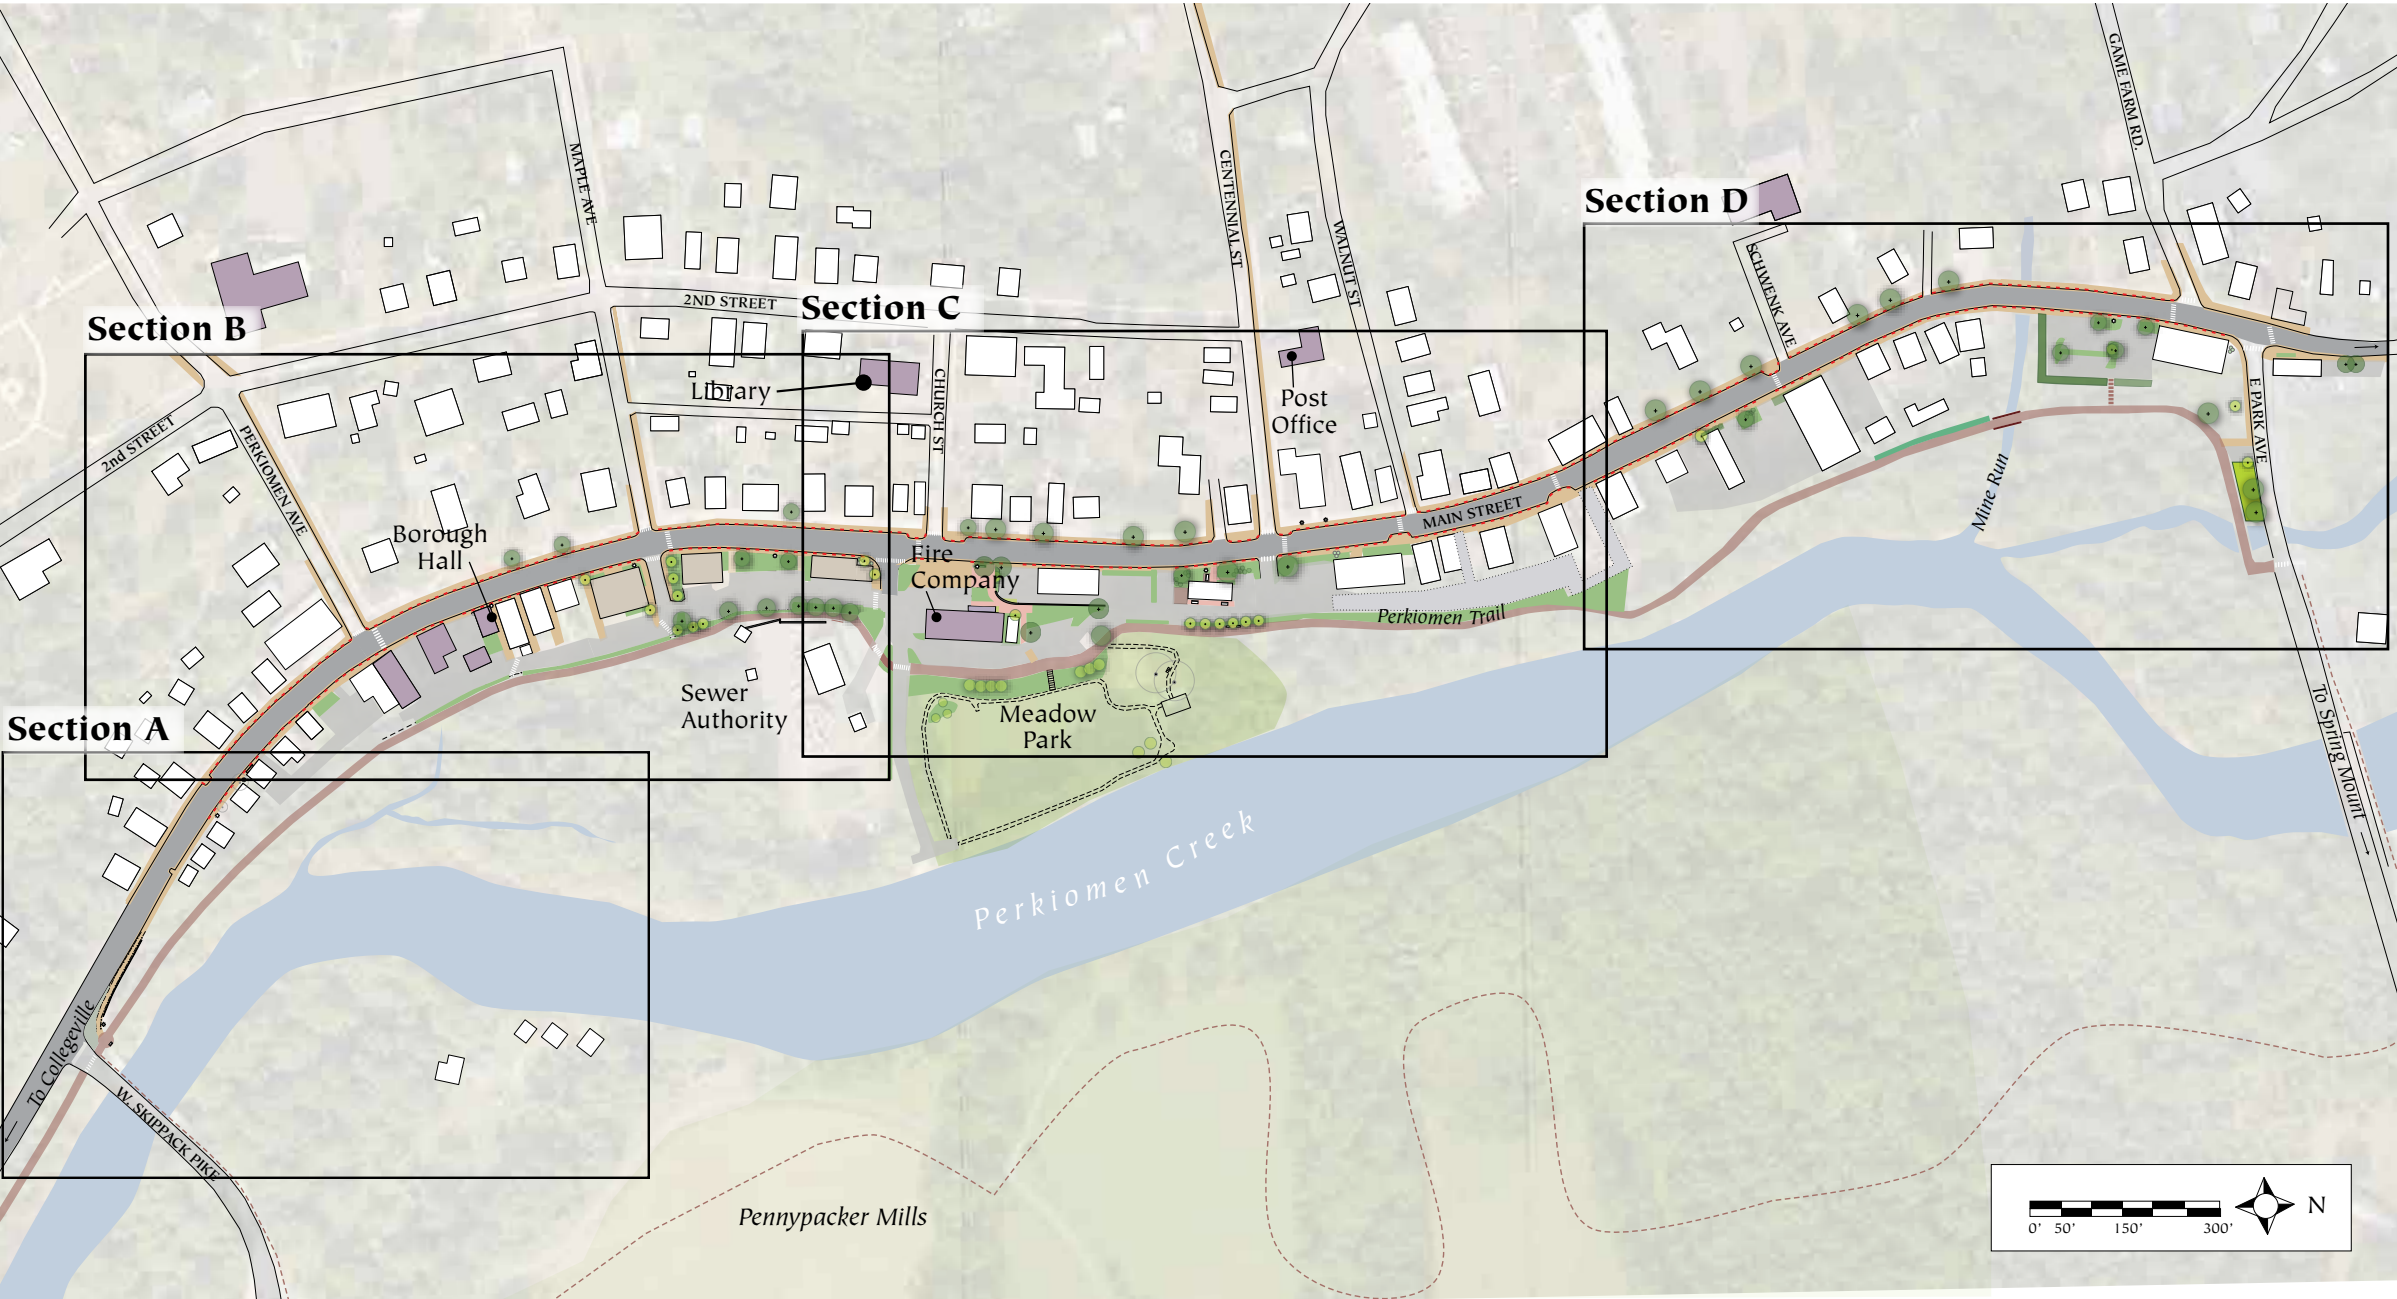 GAME FARM RD.
MAPLE AVE
CENTENNIAL ST
WALNUT ST
Section D
SCHWENK AVE
2ND STREET
Section C
Section B
Library
CHURCH ST
Post
Office
E PARK AVE
2nd STREET
PERKIOMEN AVE
Borough
Hall
MAIN STREET
Mine Run
Fire
Company
Perkiomen Trail
Sewer
Authority
Meadow
Park
Section A
To Spring Mount
Perkiomen Creek
To Collegeville
W. SKIPPACK PIKE
Pennypacker Mills
0' 50' 150' 300'
N